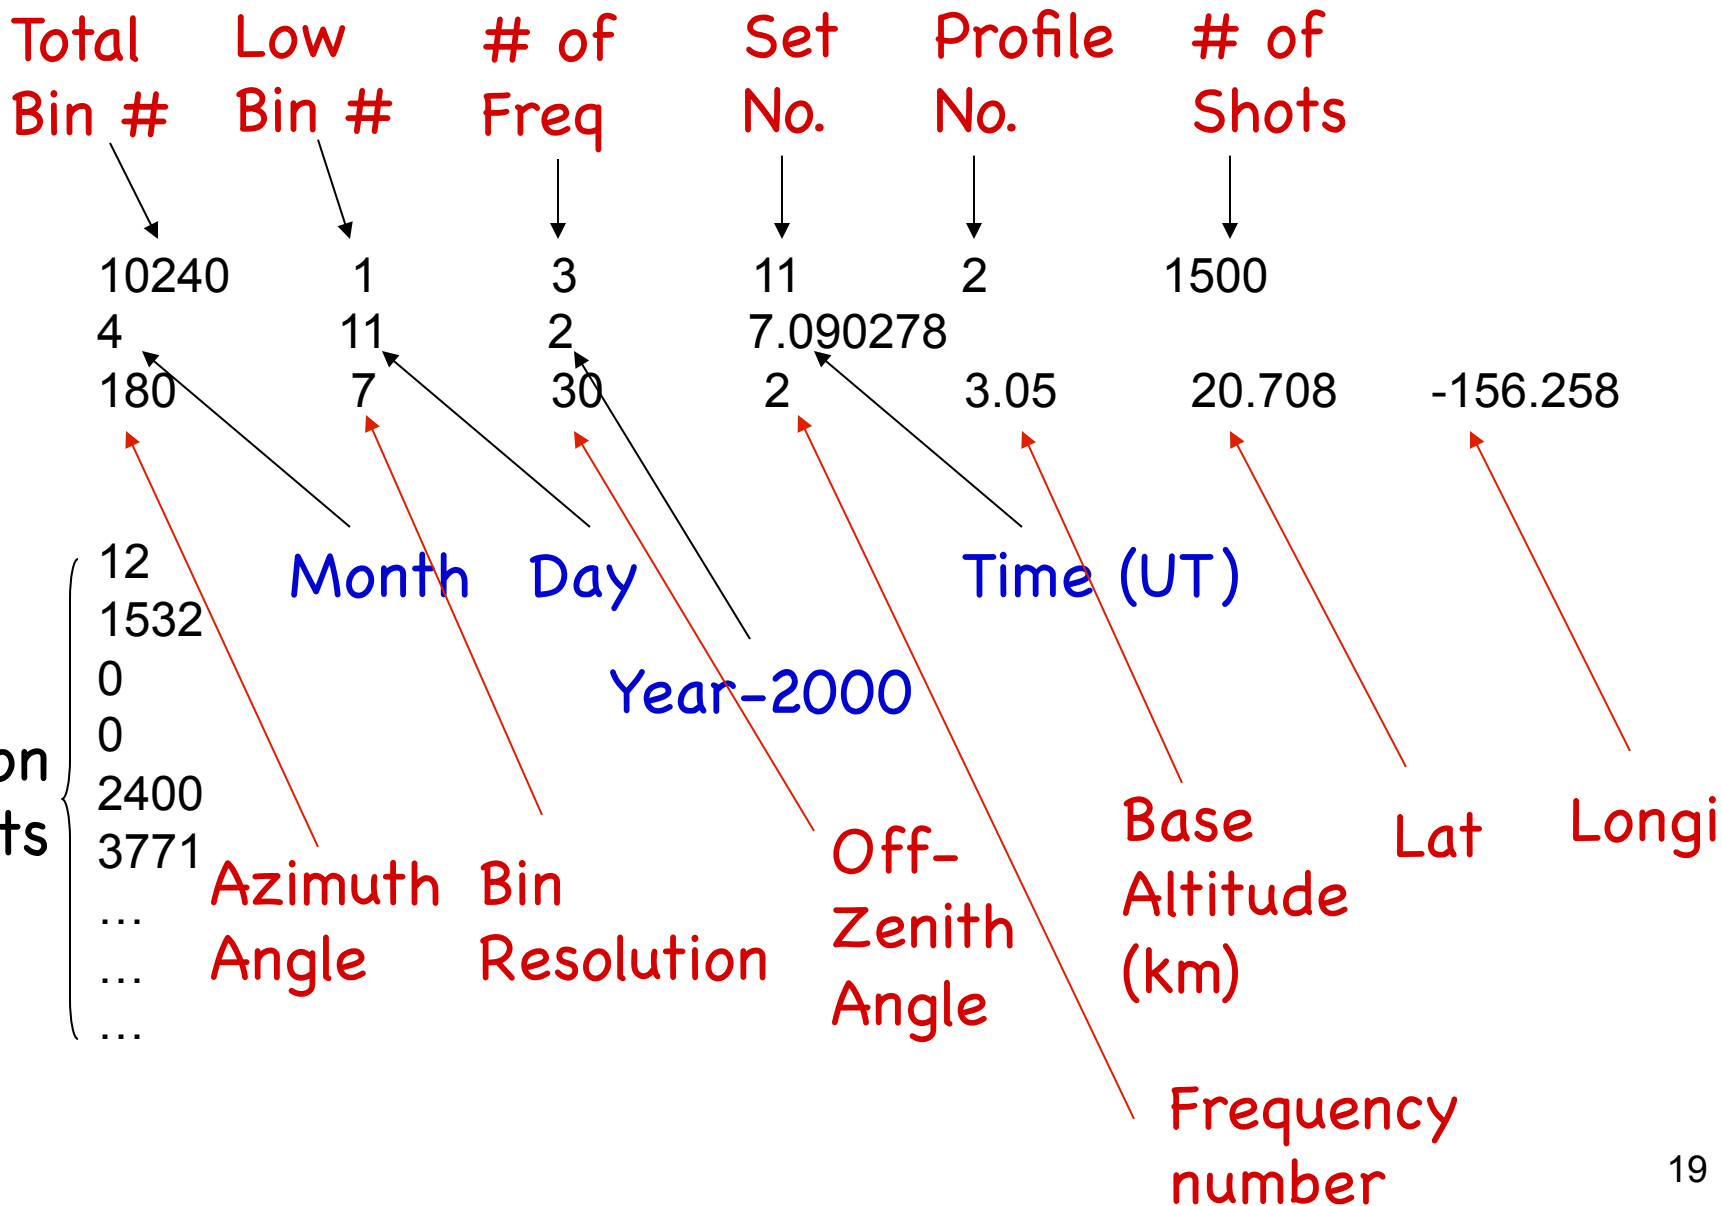 Total Low # of Set Profile # of
Bin # Bin # Freq No. No. Shots
10240 1 3 11 2 1500
4 11 2 7.090278
180 7 30 2 3.05 20.708 -156.258
12
Month Day Time (UT)
1532
0
Year-2000
0
on
2400
ts
3771
Base Lat Longi
Altitude
(km)
Off-
Zenith
Angle
Azimuth Bin
Angle Resolution
…
…
…
Frequency
number
19